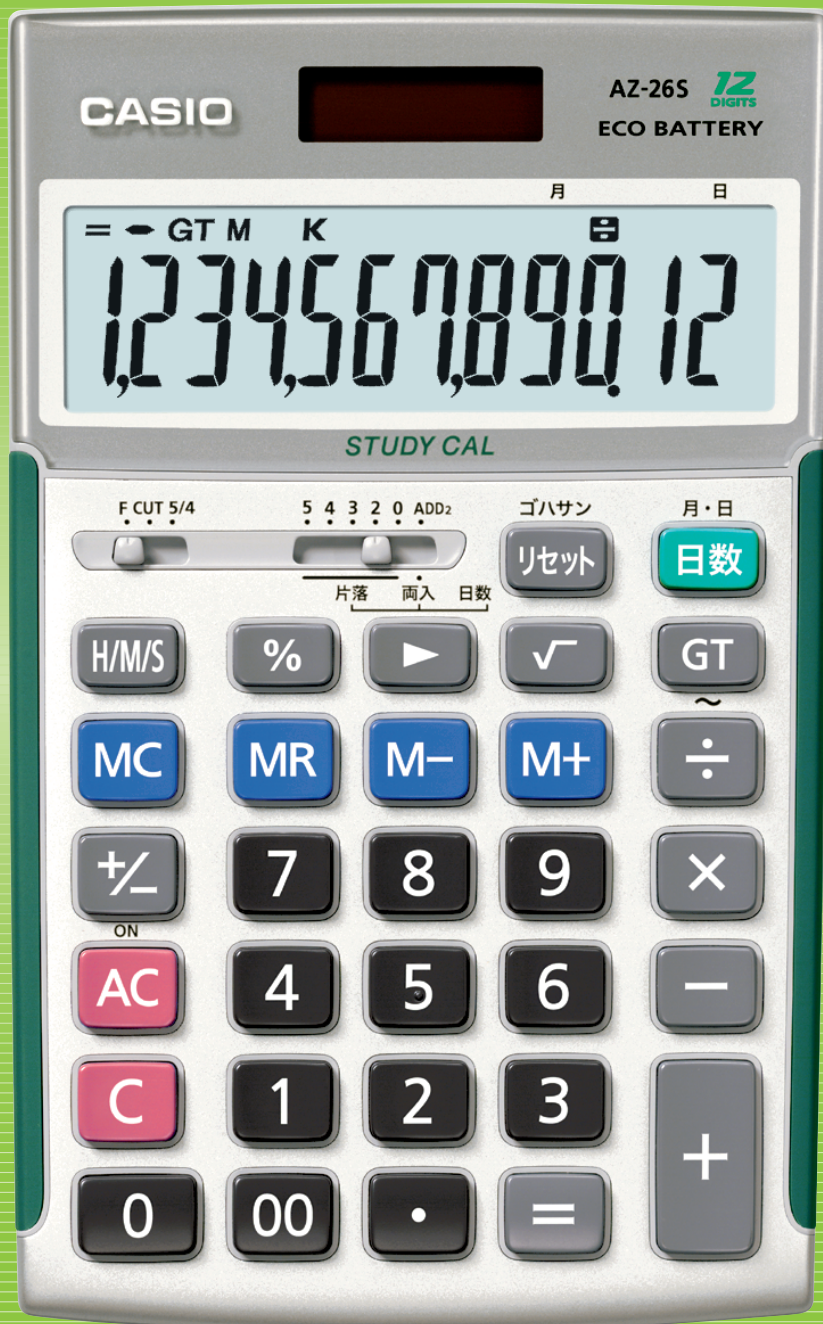 CASIO
AZ-26S 12 DIGITS
ECO BATTERY
月 日
= - GT M K ÷
1,234,567,890.12
STUDY CAL
F CUT 5/4
5 4 3 2 0 ADD2
ゴハサン
月・日
リセット
日数
片落 両入 日数
H/M/S % ▶ √ GT
~
MC MR M− M+ ÷
+/− 7 8 9 ×
ON
AC 4 5 6 −
C 1 2 3 +
0 00 • =